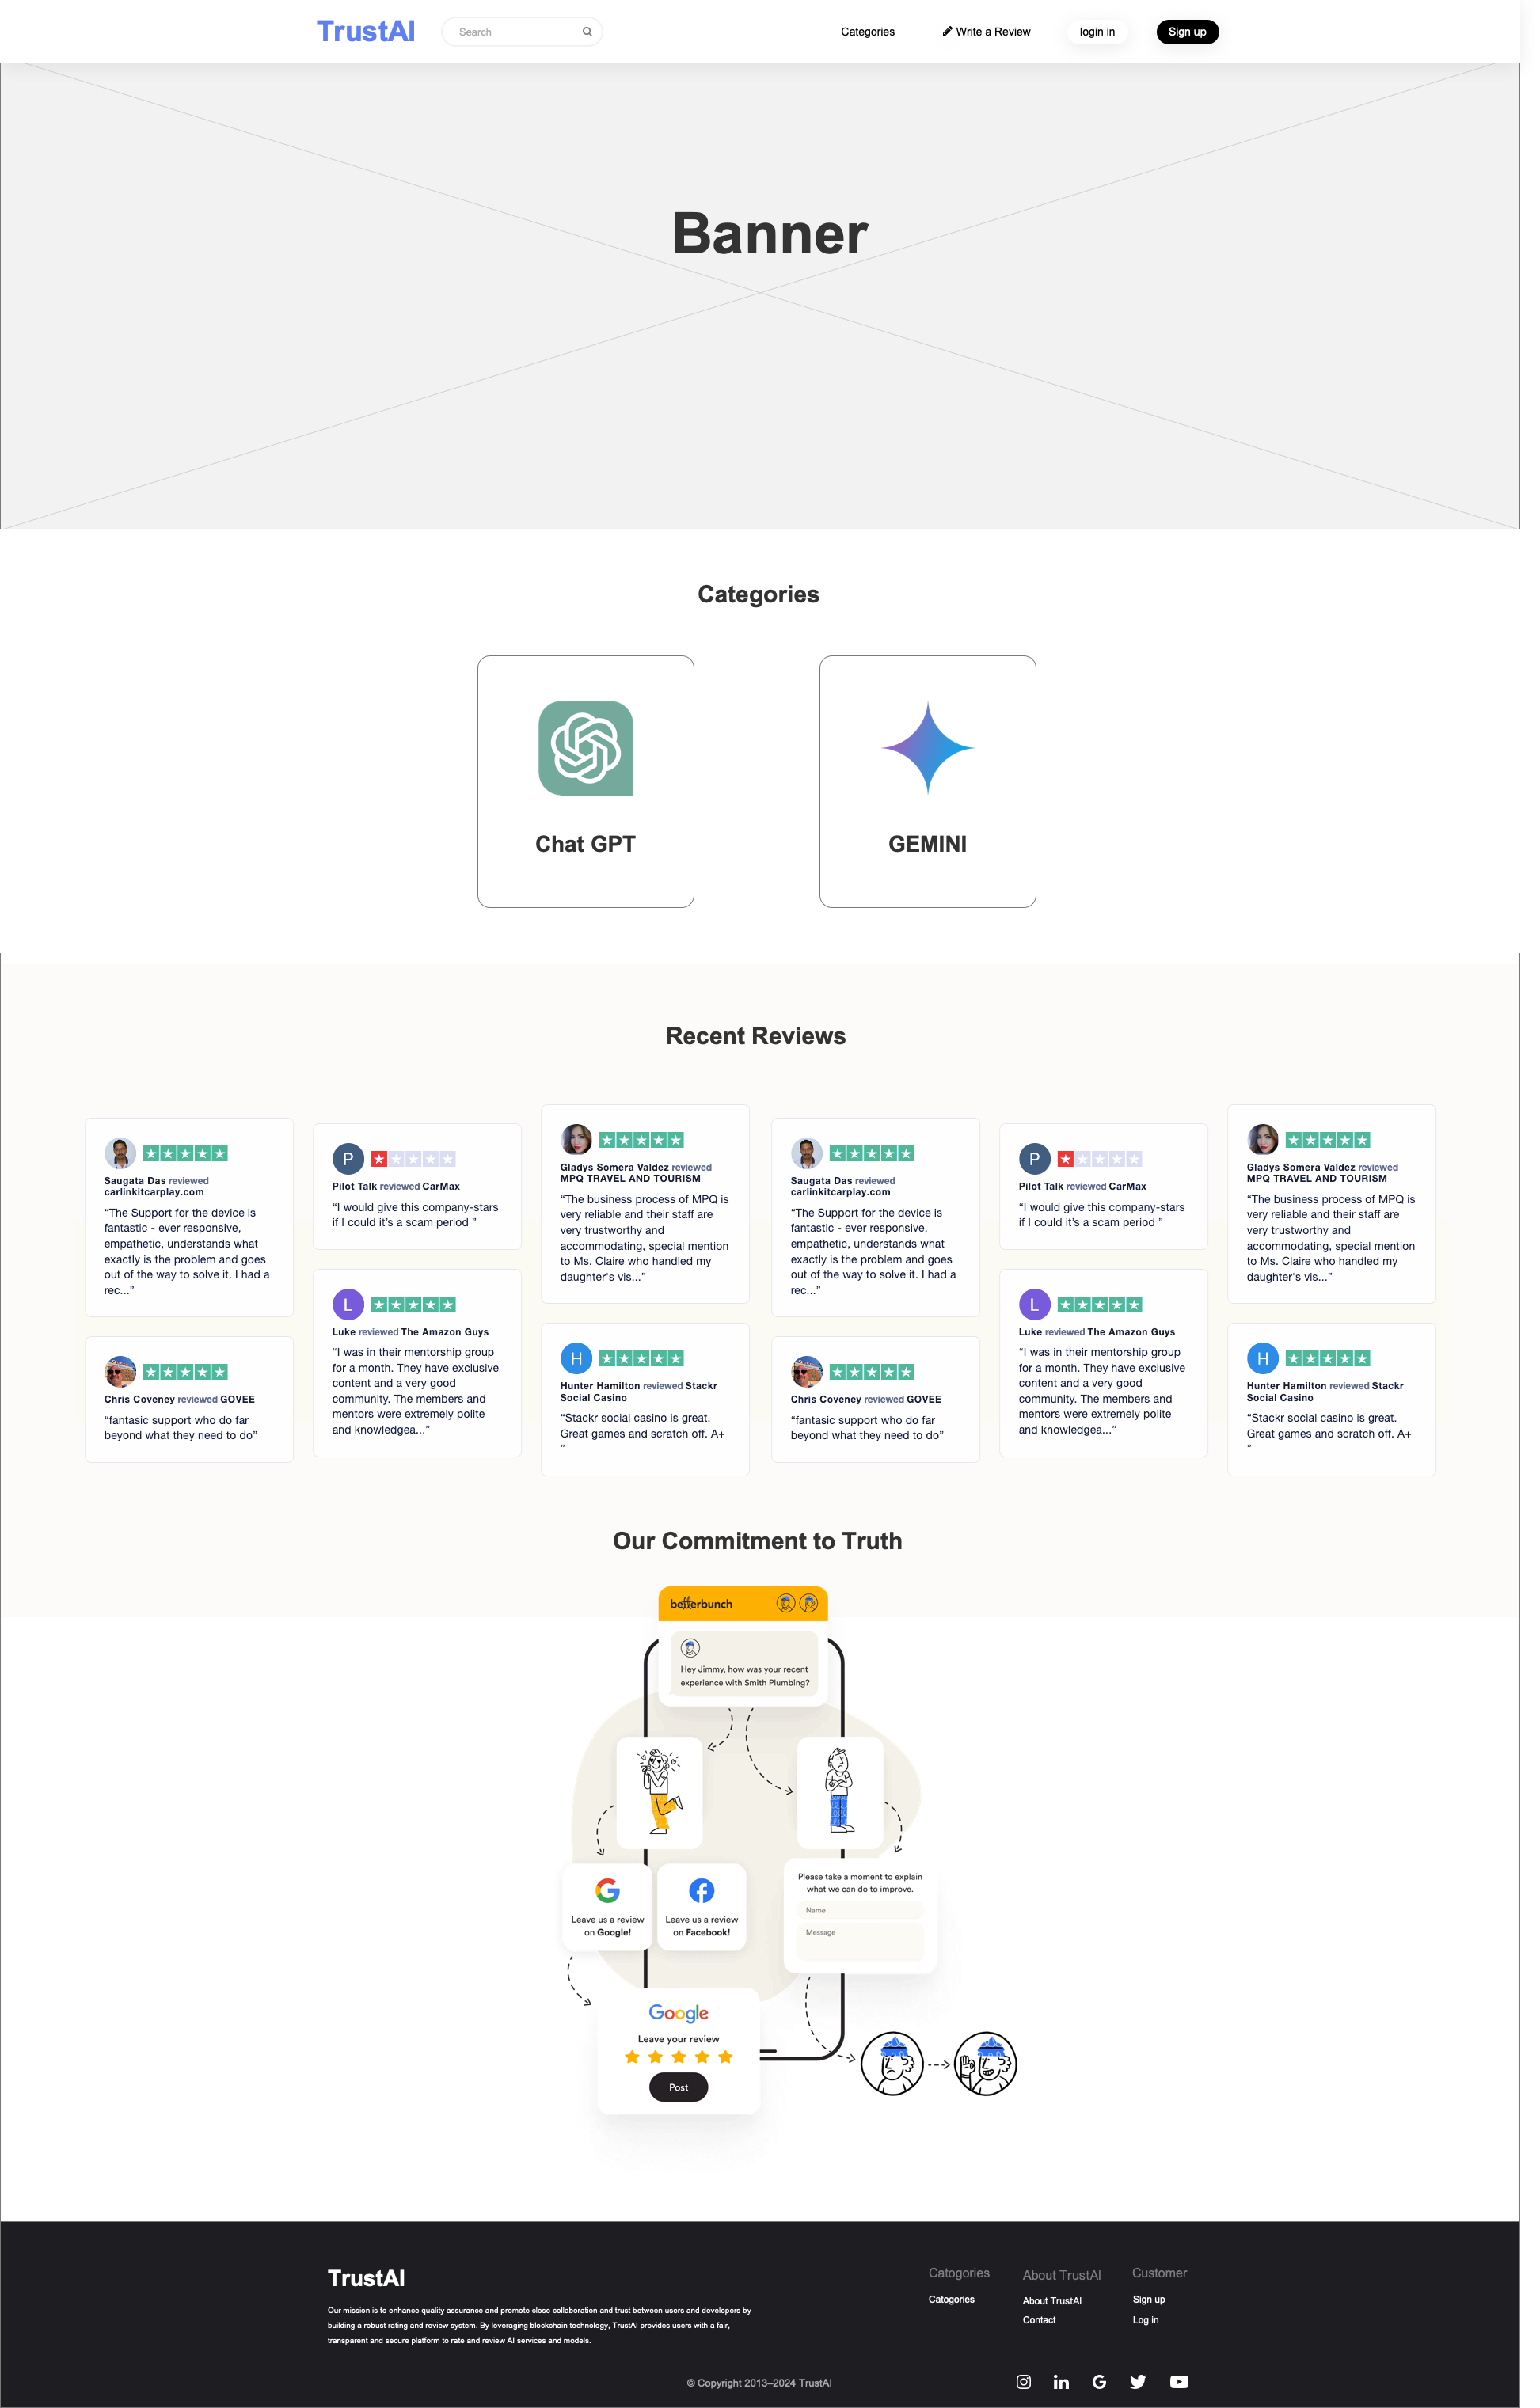 TrustAI
Search
Categories
Write a Review
login in
Sign up
Banner
Categories
Chat GPT
GEMINI
Recent Reviews
Saugata Das reviewed
carlinkitcarplay.com
“The Support for the device is
fantastic - ever responsive,
empathetic, understands what
exactly is the problem and goes
out of the way to solve it. I had a
rec...”
Chris Coveney reviewed GOVEE
“fantasic support who do far
beyond what they need to do”
P
Pilot Talk reviewed CarMax
“I would give this company-stars
if I could it’s a scam period ”
L
Luke reviewed The Amazon Guys
“I was in their mentorship group
for a month. They have exclusive
content and a very good
community. The members and
mentors were extremely polite
and knowledgea...”
Gladys Somera Valdez reviewed
MPQ TRAVEL AND TOURISM
“The business process of MPQ is
very reliable and their staff are
very trustworthy and
accommodating, special mention
to Ms. Claire who handled my
daughter's vis...”
H
Hunter Hamilton reviewed Stackr
Social Casino
“Stackr social casino is great.
Great games and scratch off. A+
”
Saugata Das reviewed
carlinkitcarplay.com
“The Support for the device is
fantastic - ever responsive,
empathetic, understands what
exactly is the problem and goes
out of the way to solve it. I had a
rec...”
Chris Coveney reviewed GOVEE
“fantasic support who do far
beyond what they need to do”
P
Pilot Talk reviewed CarMax
“I would give this company-stars
if I could it’s a scam period ”
L
Luke reviewed The Amazon Guys
“I was in their mentorship group
for a month. They have exclusive
content and a very good
community. The members and
mentors were extremely polite
and knowledgea...”
Gladys Somera Valdez reviewed
MPQ TRAVEL AND TOURISM
“The business process of MPQ is
very reliable and their staff are
very trustworthy and
accommodating, special mention
to Ms. Claire who handled my
daughter's vis...”
H
Hunter Hamilton reviewed Stackr
Social Casino
“Stackr social casino is great.
Great games and scratch off. A+
”
Our Commitment to Truth
betterbunch
Hey Jimmy, how was your recent
experience with Smith Plumbing?
Leave us a review
on Google!
Leave us a review
on Facebook!
Please take a moment to explain
what we can do to improve.
Name
Message
Google
Leave your review
Post
TrustAI
Our mission is to enhance quality assurance and promote close collaboration and trust between users and developers by
building a robust rating and review system. By leveraging blockchain technology, TrustAI provides users with a fair,
transparent and secure platform to rate and review AI services and models.
Catogories
Catogories
About TrustAI
About TrustAI
Contact
Customer
Sign up
Log in
© Copyright 2013–2024 TrustAI